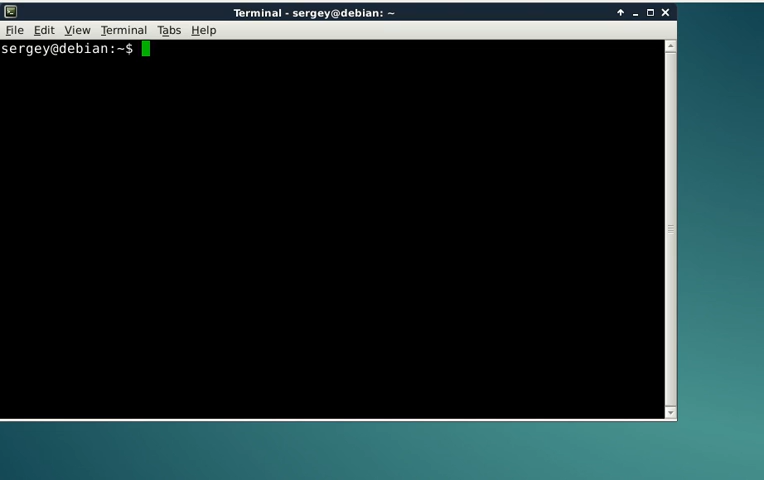 Terminal - sergey@debian: ~
File Edit View Terminal Tabs Help
sergey@debian:~$